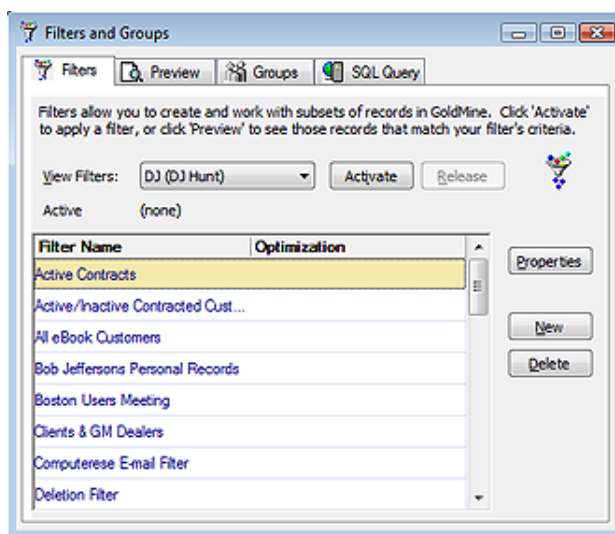 Filters and Groups
Filters Preview Groups SQL Query
Filters allow you to create and work with subsets of records in GoldMine. Click 'Activate'
to apply a filter, or click 'Preview' to see those records that match your filter's criteria.
View Filters: DJ (DJ Hunt) Activate Release
Active (none)
Filter Name Optimization
Active Contracts
Properties
Active/Inactive Contracted Cust...
All eBook Customers
New
Bob Jeffersons Personal Records
Delete
Boston Users Meeting
Clients & GM Dealers
Computerese E-mail Filter
Deletion Filter